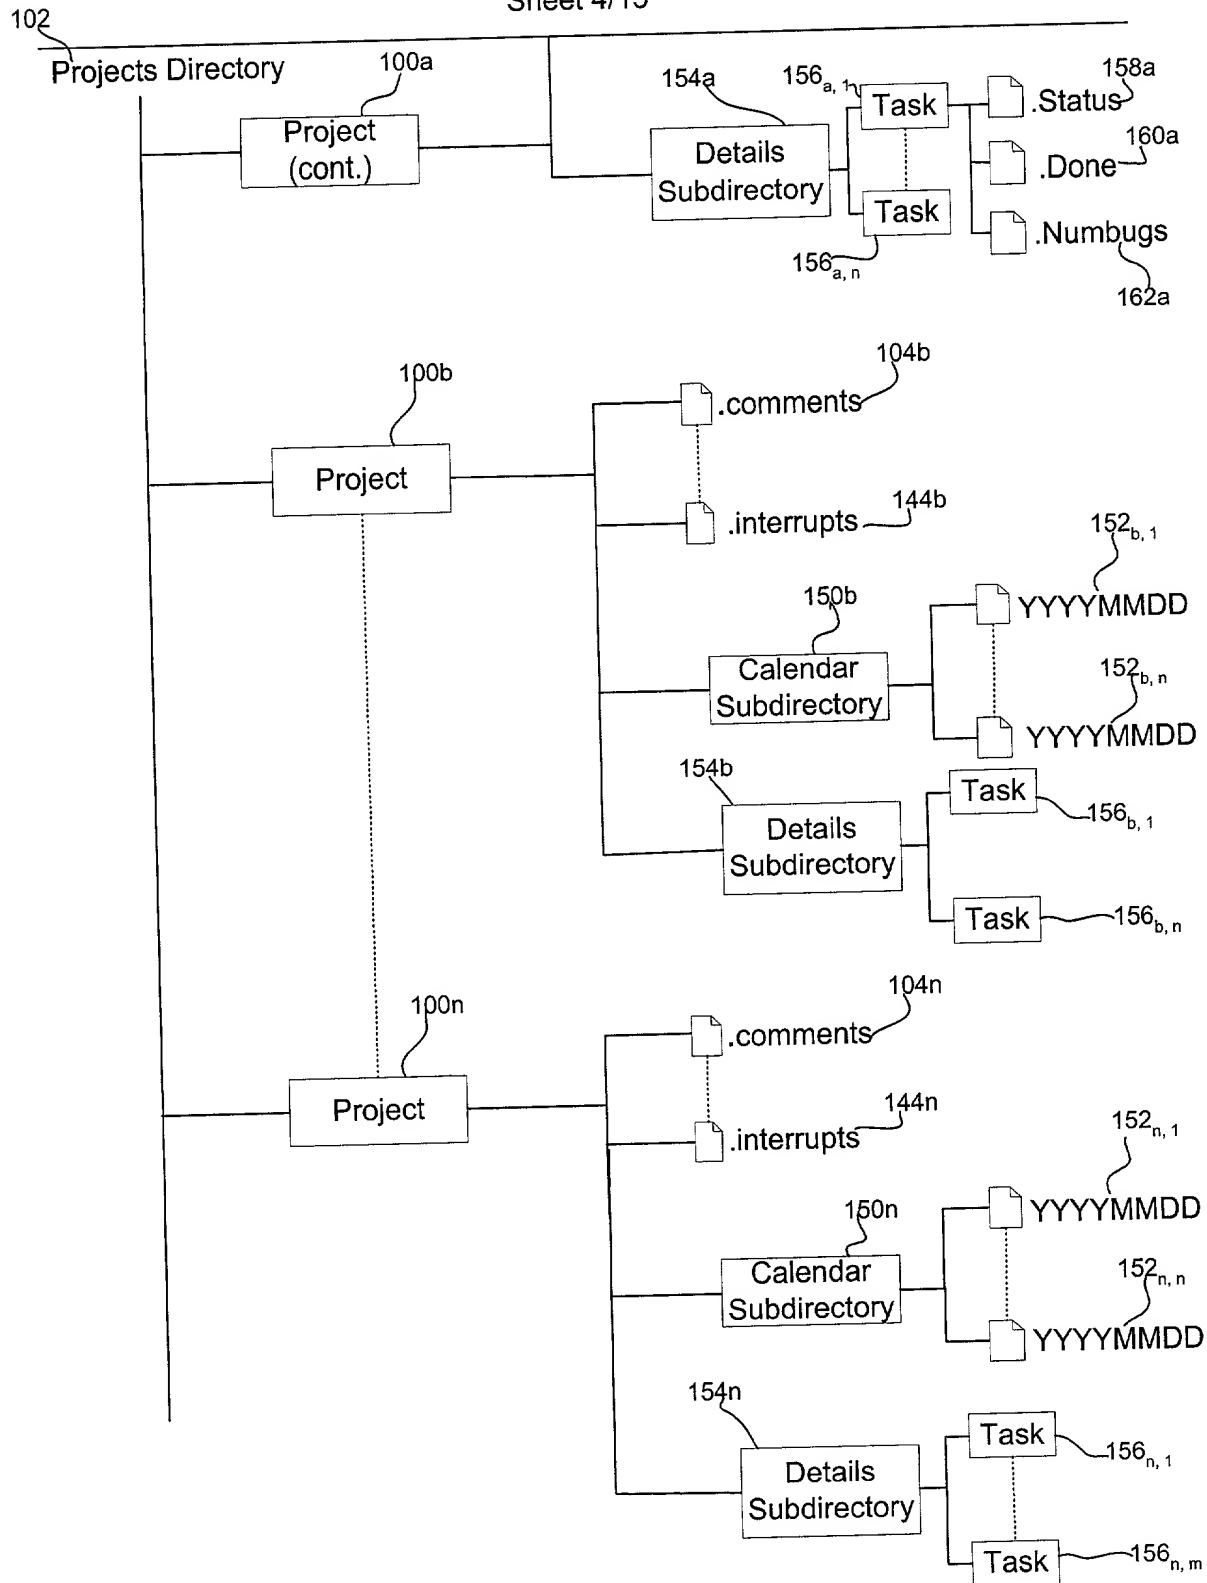 Sheet 4/15
102
Projects Directory
100a
Project
(cont.)
154a
Details
Subdirectory
156a, 1
Task
Task
156a, n
158a
.Status
160a
.Done
.Numbugs
162a
100b
Project
104b
.comments
144b
.interrupts
150b
Calendar
Subdirectory
152b, 1
YYYYMMDD
152b, n
YYYYMMDD
154b
Details
Subdirectory
Task
156b, 1
Task
156b, n
100n
Project
104n
.comments
144n
.interrupts
150n
Calendar
Subdirectory
152n, 1
YYYYMMDD
152n, n
YYYYMMDD
154n
Details
Subdirectory
Task
156n, 1
Task
156n, m